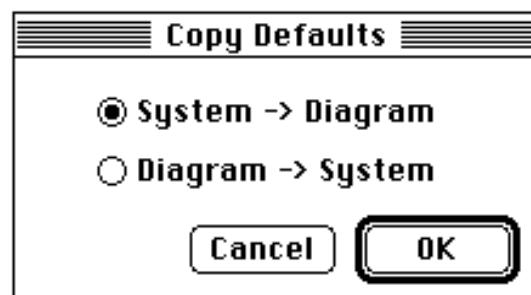 Copy Defaults
System -> Diagram
Diagram -> System
Cancel OK